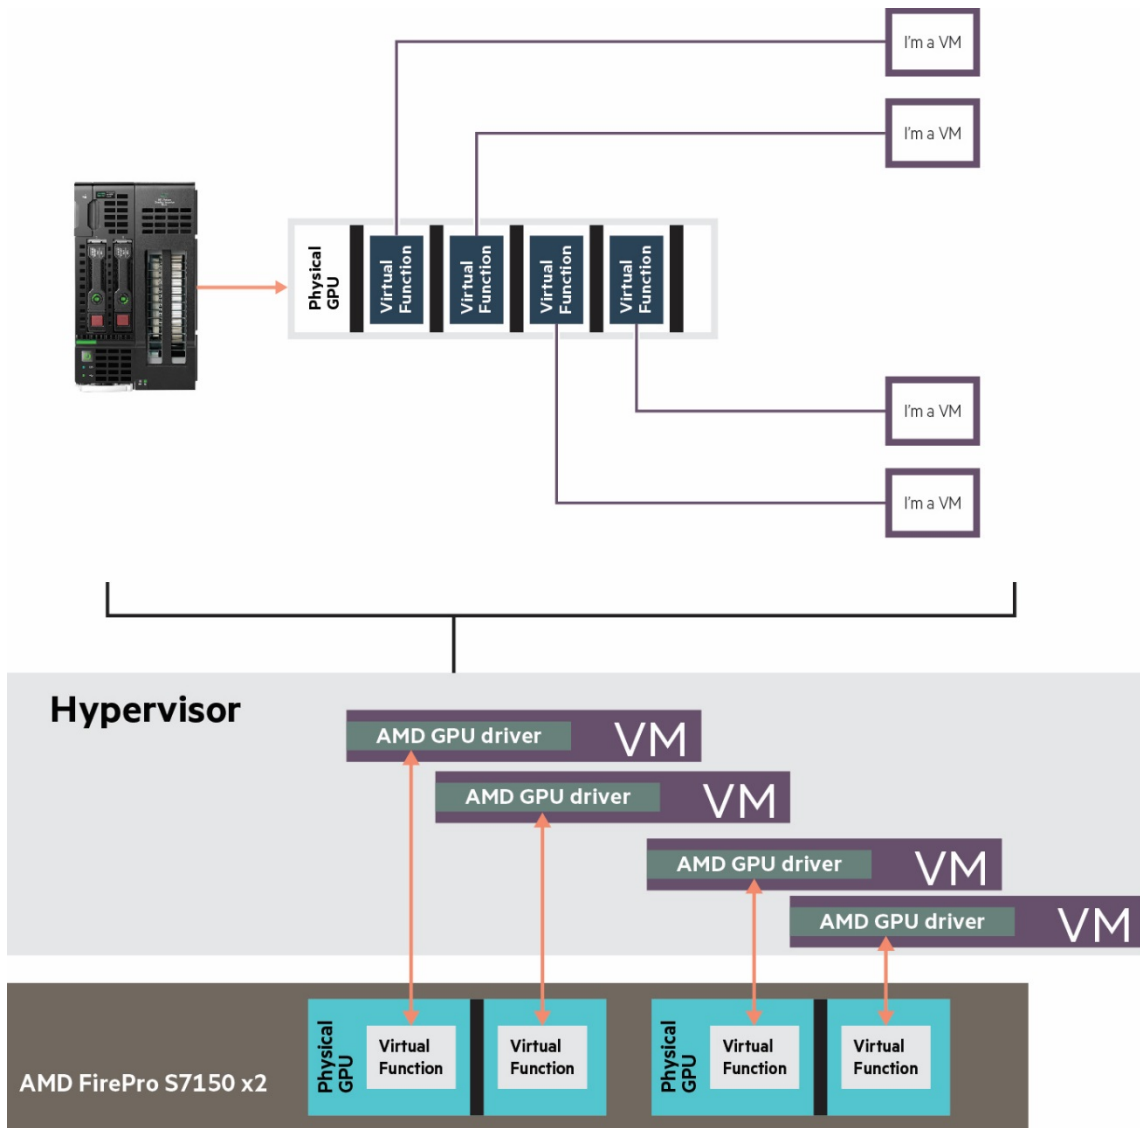 I'm a VM
I'm a VM
Physical
GPU
Virtual
Function
Virtual
Function
Virtual
Function
Virtual
Function
I'm a VM
I'm a VM
Hypervisor
AMD GPU driver VM
AMD GPU driver VM
AMD GPU driver VM
AMD GPU driver VM
AMD FirePro S7150 x2
Physical
GPU
Virtual
Function
Virtual
Function
Physical
GPU
Virtual
Function
Virtual
Function